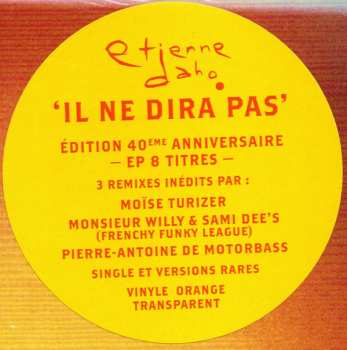 etienne
daho
'IL NE DIRA PAS'
ÉDITION 40EME ANNIVERSAIRE
— EP 8 TITRES —
3 REMIXES INÉDITS PAR :
MOÏSE TURIZER
MONSIEUR WILLY & SAMI DEE'S
(FRENCHY FUNKY LEAGUE)
PIERRE-ANTOINE DE MOTORBASS
SINGLE ET VERSIONS RARES
VINYLE ORANGE
TRANSPARENT